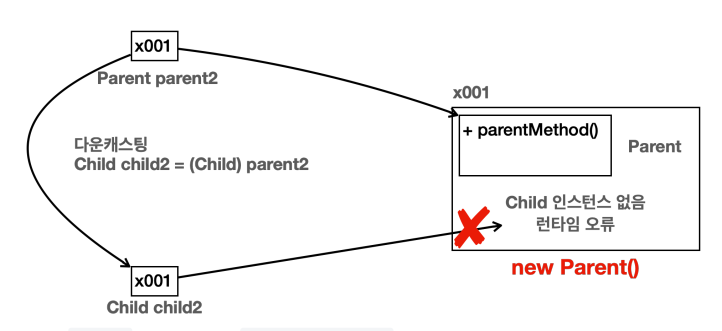 x001
Parent parent2
x001
+ parentMethod()
Parent
다운캐스팅
Child child2 = (Child) parent2
Child 인스턴스 없음
런타임 오류
new Parent()
x001
Child child2